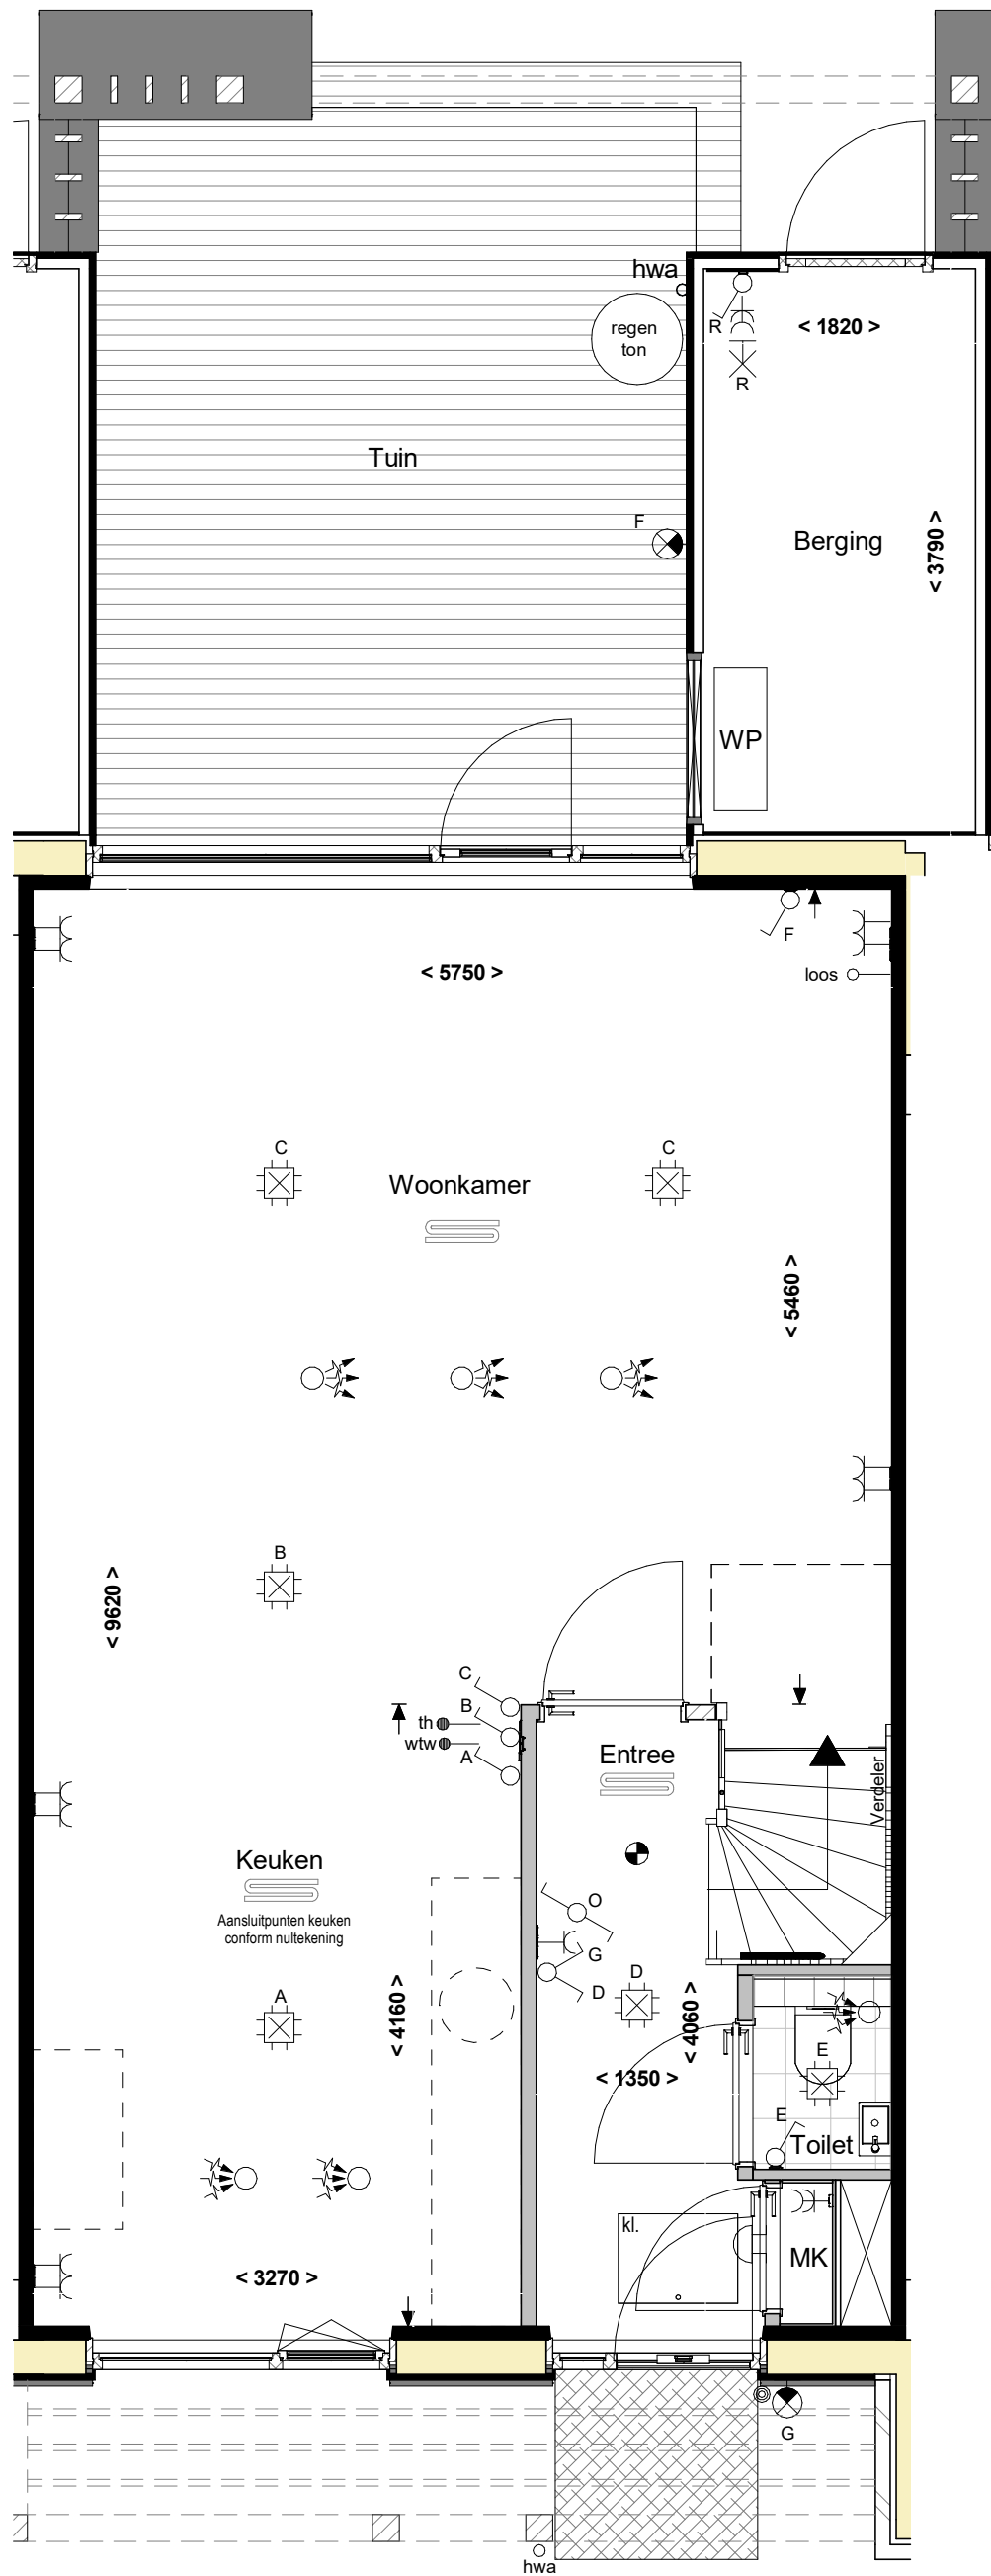 hwa
regen
ton
R
R
< 1820 >
Tuin
F
Berging
< 3790 >
WP
F
loos
< 5750 >
C
C
Woonkamer
< 5460 >
B
< 9620 >
C
B
th
wtw
A
Entree
Verdeler
Keuken
Aansluitpunten keuken
conform nultekening
O
G
D
D
A
< 4160 >
< 4060 >
< 1350 >
E
E
Toilet
kl.
MK
< 3270 >
G
hwa